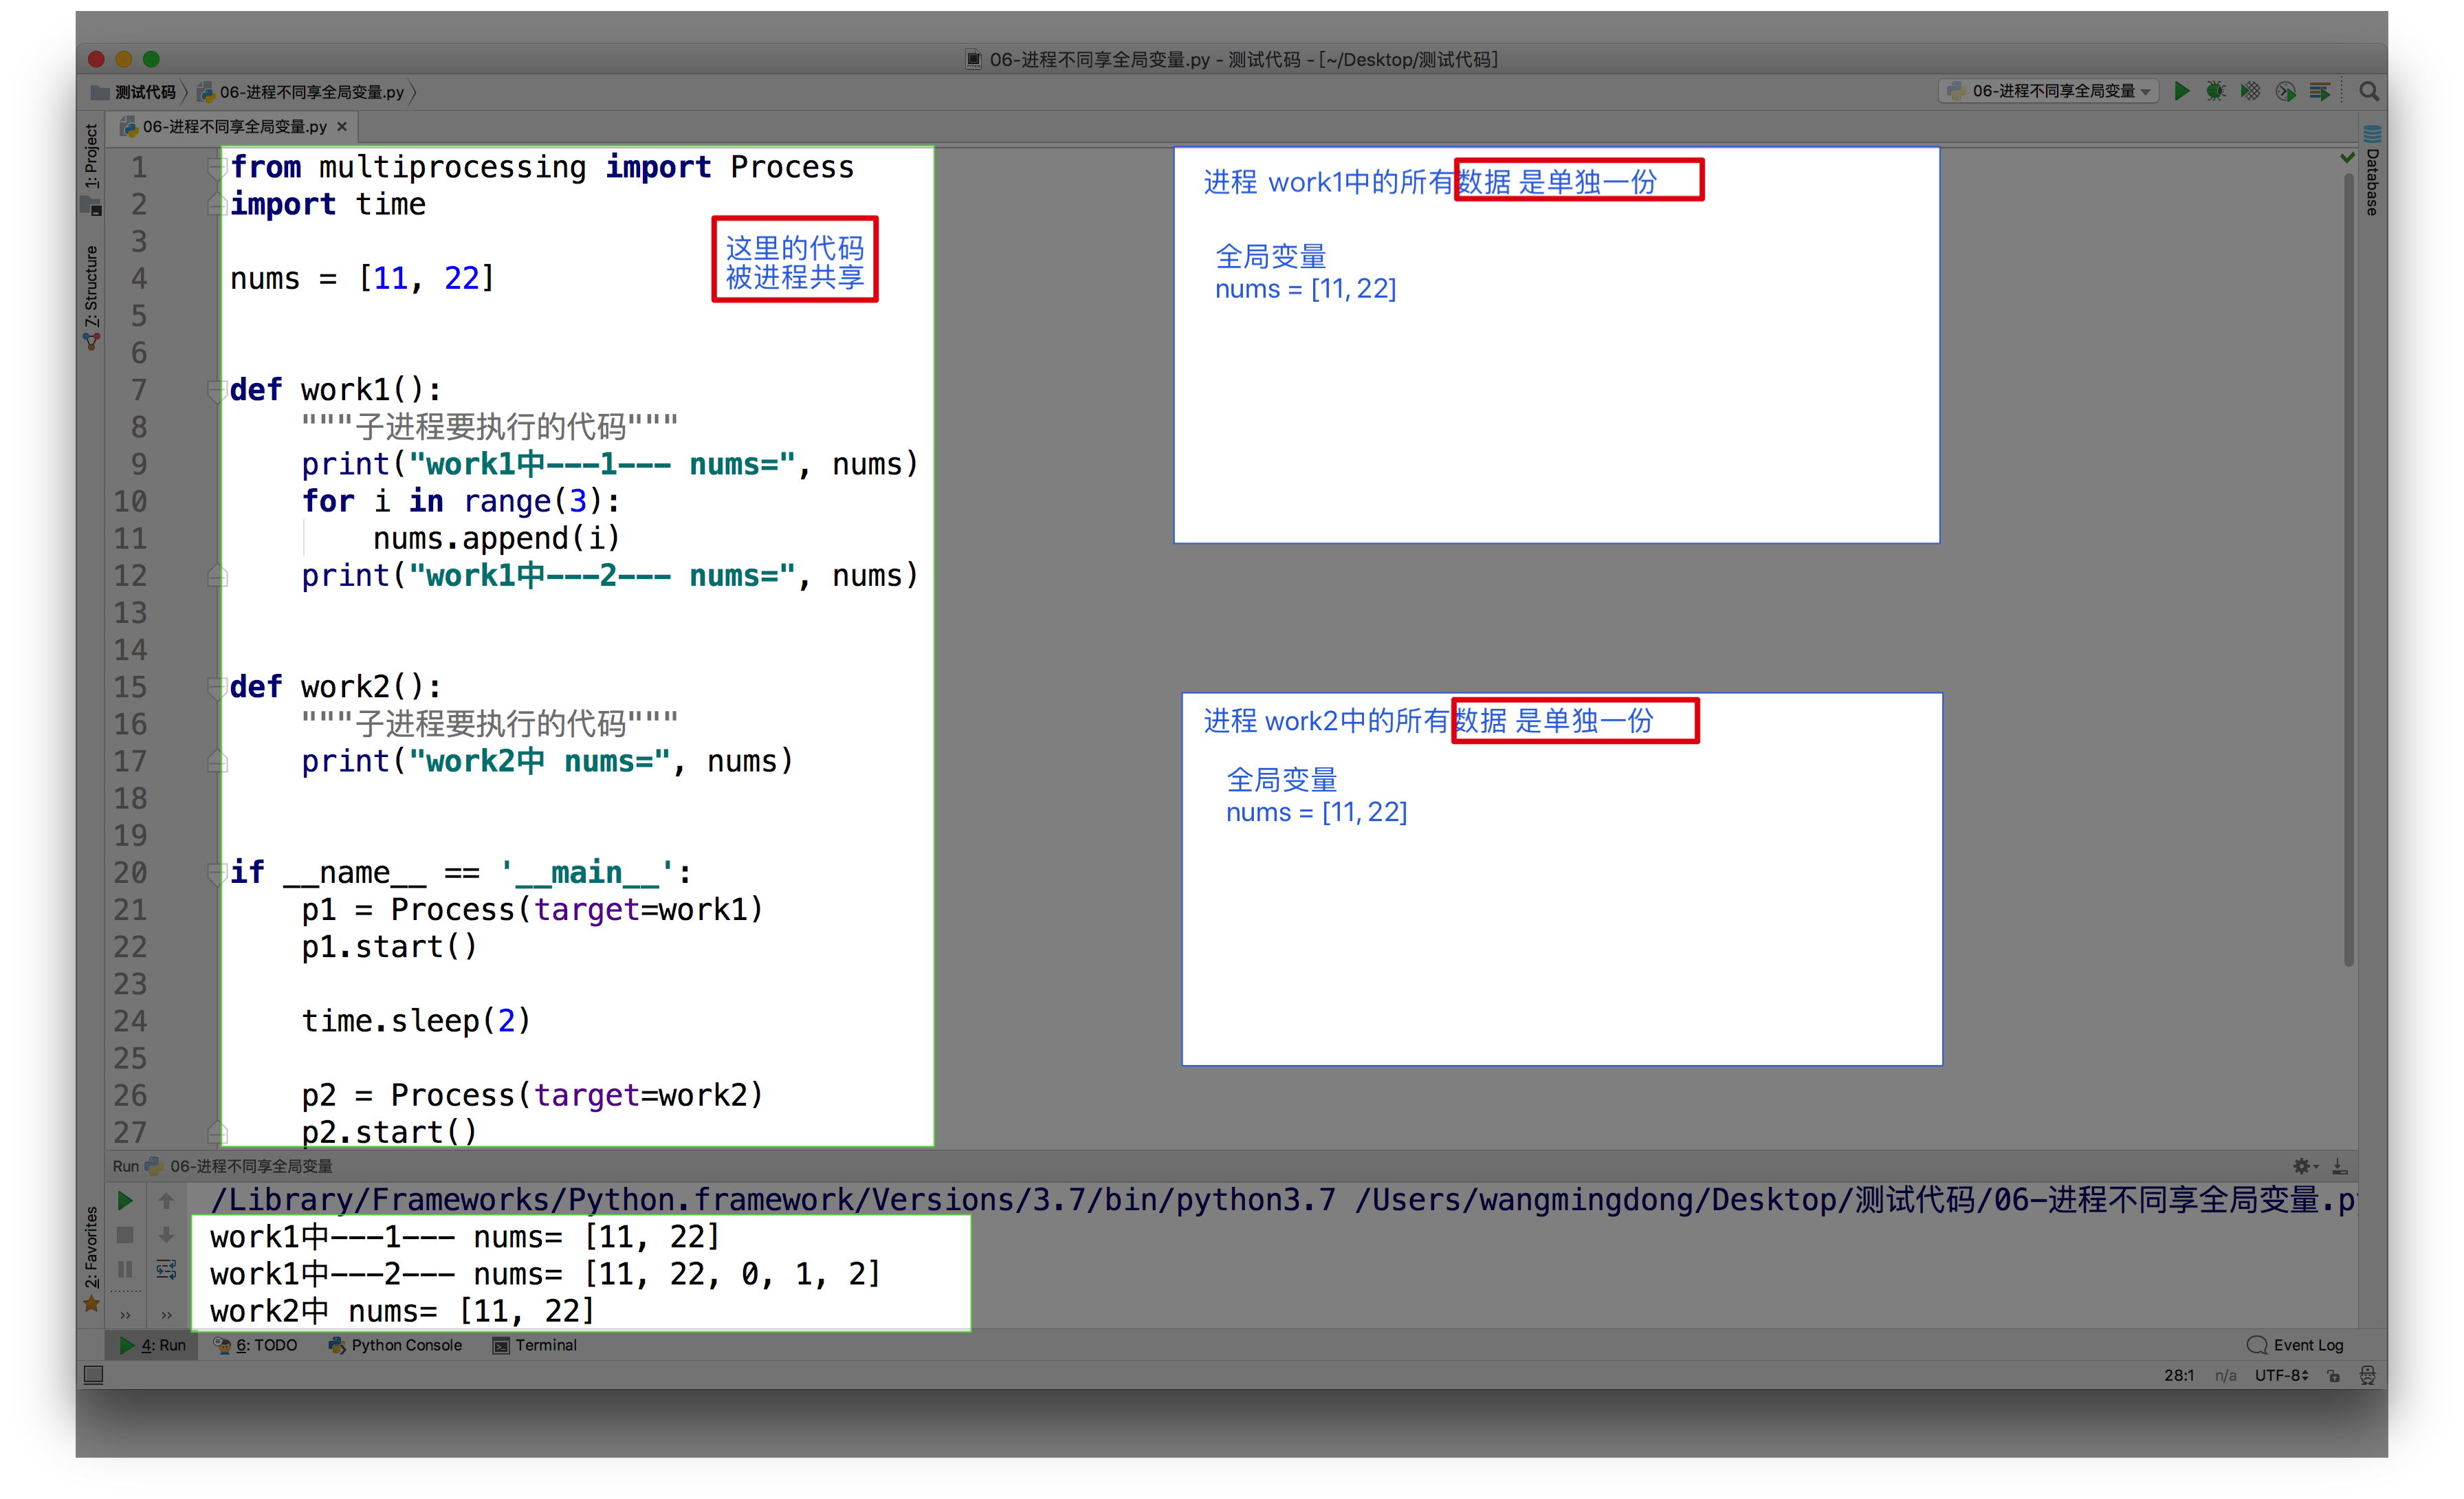 06-进程不同享全局变量.py - 测试代码 - [~/Desktop/测试代码]
测试代码
06-进程不同享全局变量.py
06-进程不同享全局变量
06-进程不同享全局变量.py
1: Project
7: Structure
Database
1 from multiprocessing import Process
2 import time
3
4 nums = [11, 22]
5
6
7 def work1():
8     """子进程要执行的代码"""
9     print("work1中---1--- nums=", nums)
10     for i in range(3):
11         nums.append(i)
12     print("work1中---2--- nums=", nums)
13
14
15 def work2():
16     """子进程要执行的代码"""
17     print("work2中 nums=", nums)
18
19
20 if __name__ == '__main__':
21     p1 = Process(target=work1)
22     p1.start()
23
24     time.sleep(2)
25
26     p2 = Process(target=work2)
27     p2.start()
这里的代码
被进程共享
进程 work1中的所有数据 是单独一份
全局变量
nums = [11, 22]
进程 work2中的所有数据 是单独一份
全局变量
nums = [11, 22]
Run 06-进程不同享全局变量
/Library/Frameworks/Python.framework/Versions/3.7/bin/python3.7 /Users/wangmingdong/Desktop/测试代码/06-进程不同享全局变量.p
work1中---1--- nums= [11, 22]
work1中---2--- nums= [11, 22, 0, 1, 2]
work2中 nums= [11, 22]
2: Favorites
4: Run
6: TODO
Python Console
Terminal
Event Log
28:1
n/a
UTF-8